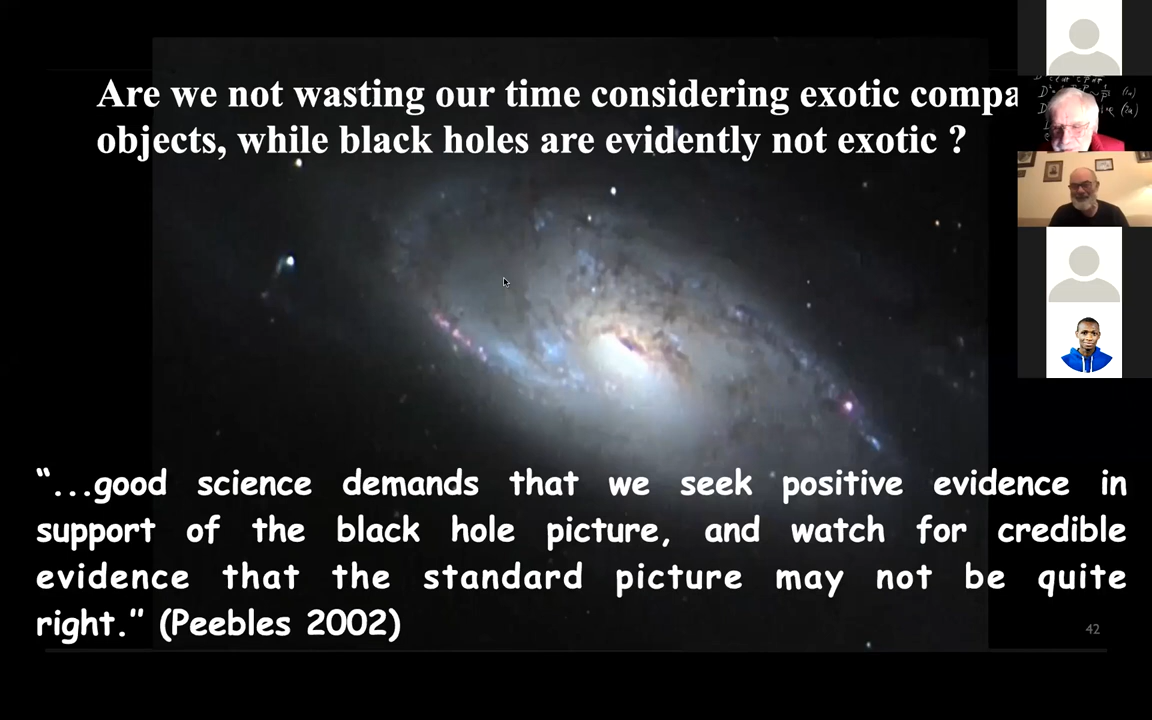 Are we not wasting our time considering exotic compa
objects, while black holes are evidently not exotic ?
“...good science demands that we seek positive evidence in
support of the black hole picture, and watch for credible
evidence that the standard picture may not be quite
right.” (Peebles 2002)
42